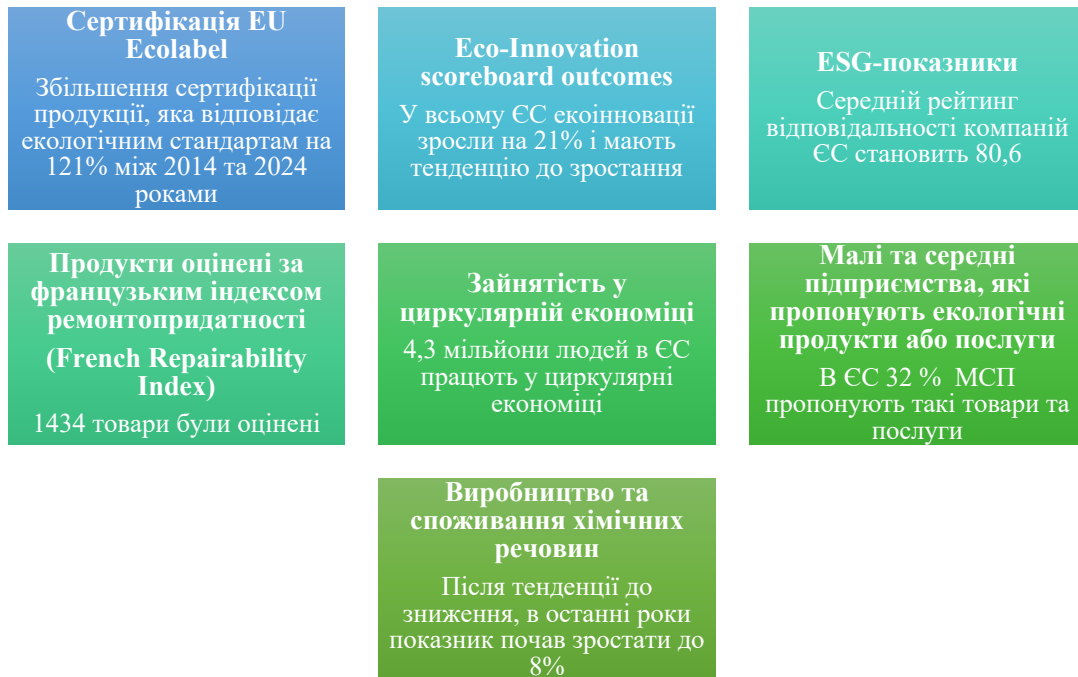 Сертифікація EU
Ecolabel
Збільшення сертифікації
продукції, яка відповідає
екологічним стандартам на
121% між 2014 та 2024
роками
Eco-Innovation
scoreboard outcomes
У всьому ЄС екоінновації
зросли на 21% і мають
тенденцію до зростання
ESG-показники
Середній рейтинг
відповідальності компаній
ЄС становить 80,6
Продукти оцінені за
французьким індексом
ремонтопридатності
(French Repairability
Index)
1434 товари були оцінені
Зайнятість у
циркулярній економіці
4,3 мільйони людей в ЄС
працють у циркулярні
економіці
Малі та середні
підприємства, які
пропонують екологічні
продукти або послуги
В ЄС 32 % МСП
пропонують такі товари та
послуги
Виробництво та
споживання хімічних
речовин
Після тенденції до
зниження, в останні роки
показник почав зростати до
8%